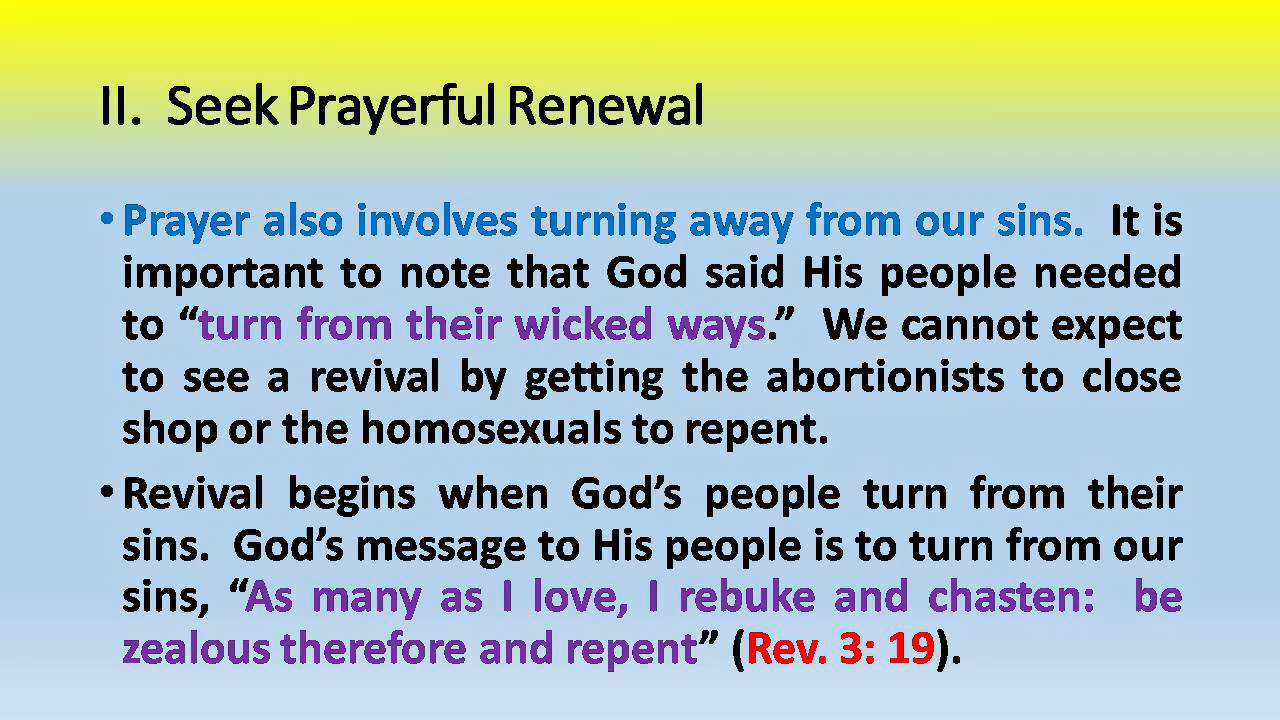 II. Seek Prayerful Renewal
• Prayer also involves turning away from our sins. It is
important to note that God said His people needed
to “turn from their wicked ways.” We cannot expect
to see a revival by getting the abortionists to close
shop or the homosexuals to repent.
• Revival begins when God’s people turn from their
sins. God’s message to His people is to turn from our
sins, “As many as I love, I rebuke and chasten: be
zealous therefore and repent” (Rev. 3: 19).